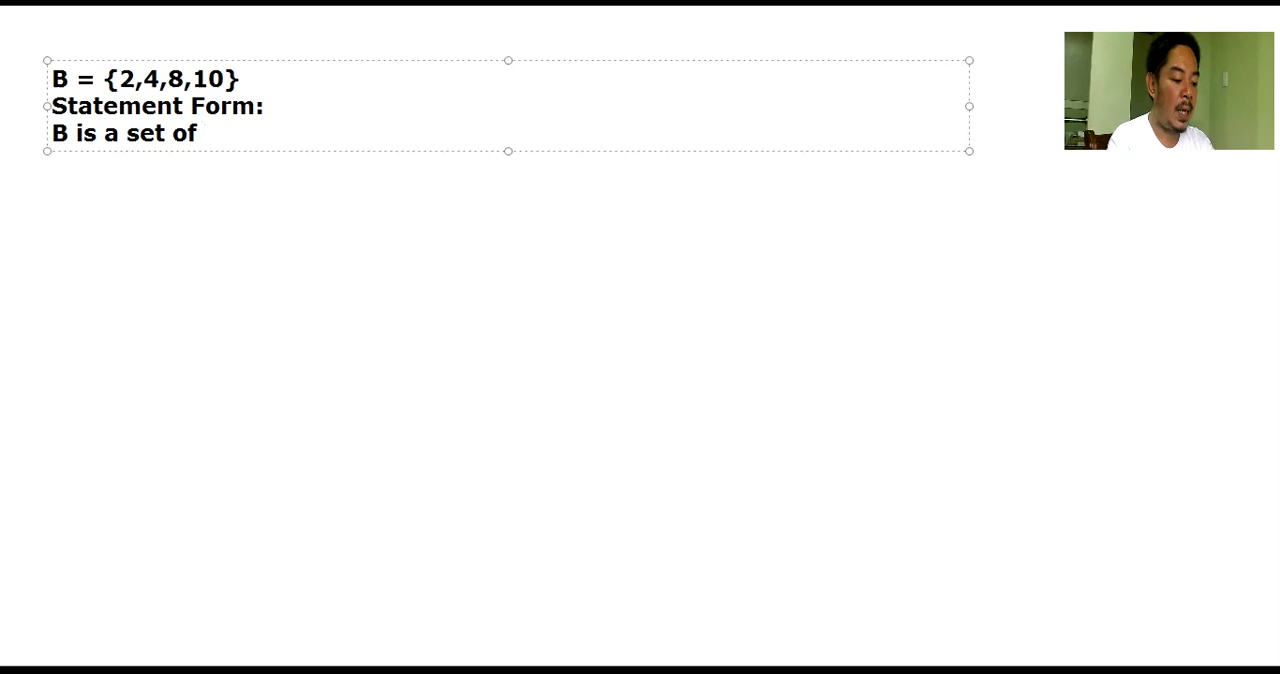 B = {2,4,8,10}
Statement Form:
B is a set of